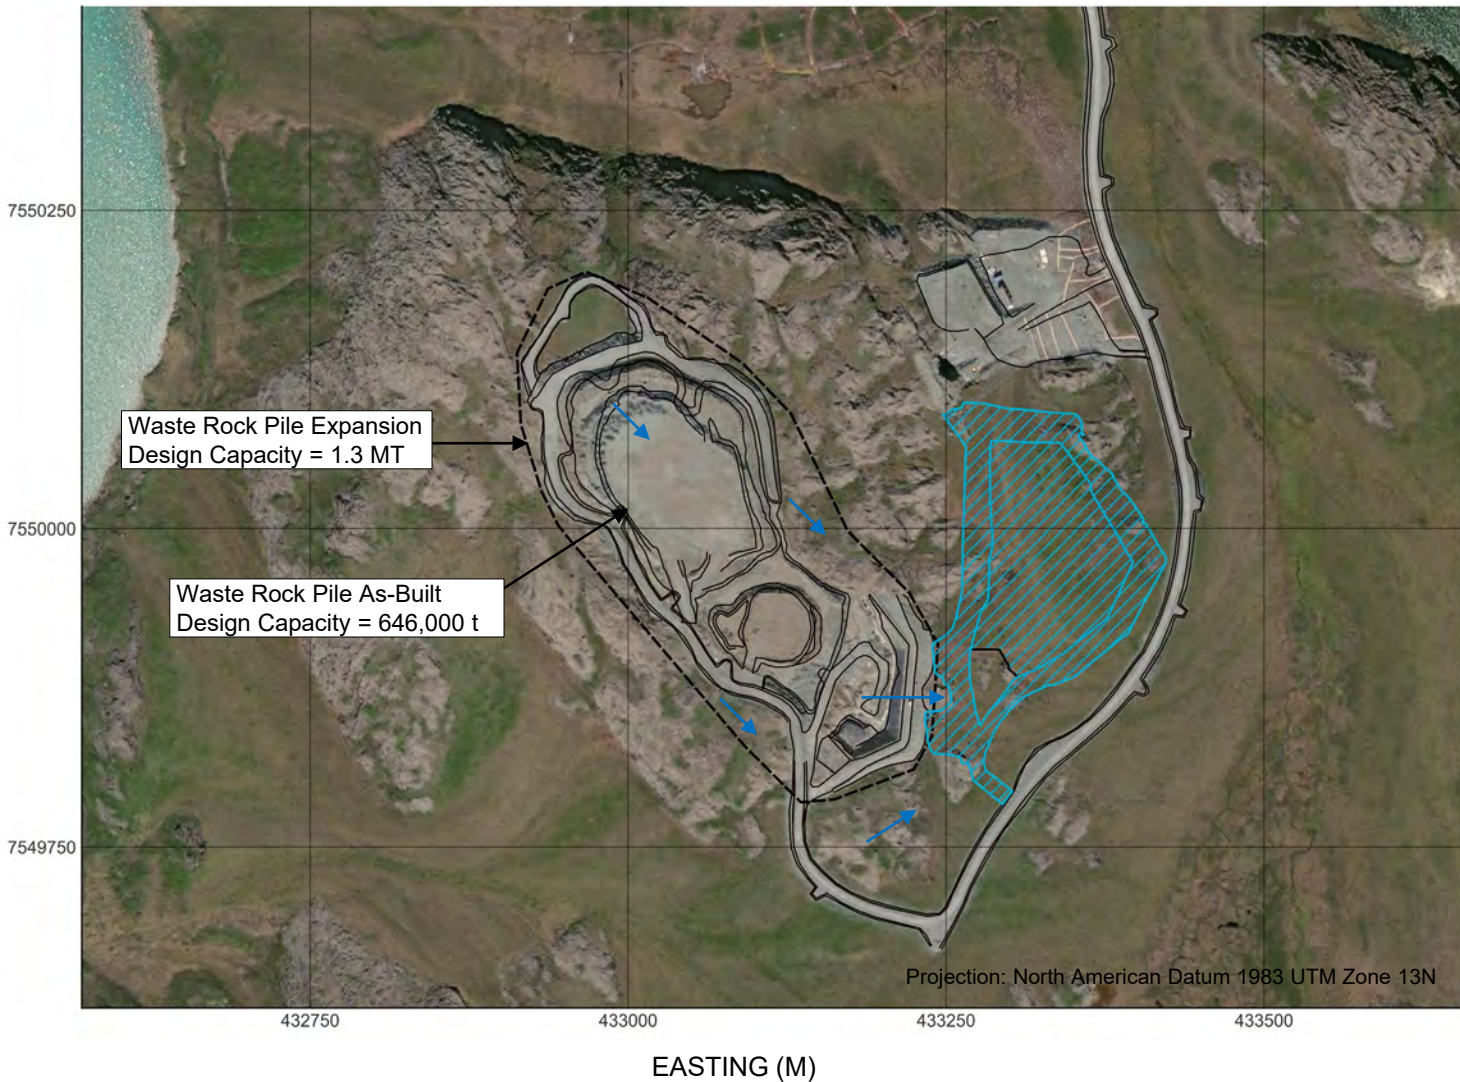 7550250
Waste Rock Pile Expansion
Design Capacity = 1.3 MT
7550000
Waste Rock Pile As-Built
Design Capacity = 646,000 t
7549750
Projection: North American Datum 1983 UTM Zone 13N
432750
433000
433250
433500
EASTING (M)